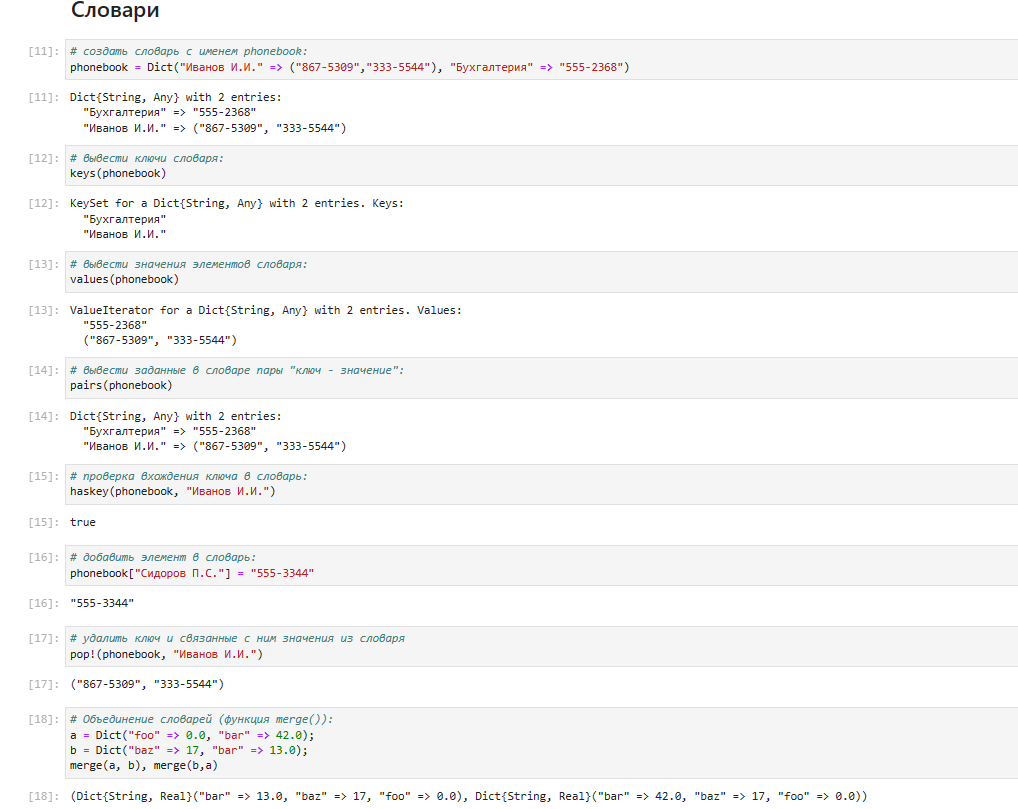 Словари
[11]: # создать словарь с именем phonebook:
phonebook = Dict("Иванов И.И." => ("867-5309","333-5544"), "Бухгалтерия" => "555-2368")
[11]: Dict{String, Any} with 2 entries:
"Бухгалтерия" => "555-2368"
"Иванов И.И." => ("867-5309", "333-5544")
[12]: # вывести ключи словаря:
keys(phonebook)
[12]: KeySet for a Dict{String, Any} with 2 entries. Keys:
"Бухгалтерия"
"Иванов И.И."
[13]: # вывести значения элементов словаря:
values(phonebook)
[13]: ValueIterator for a Dict{String, Any} with 2 entries. Values:
"555-2368"
("867-5309", "333-5544")
[14]: # вывести заданные в словаре пары "ключ - значение":
pairs(phonebook)
[14]: Dict{String, Any} with 2 entries:
"Бухгалтерия" => "555-2368"
"Иванов И.И." => ("867-5309", "333-5544")
[15]: # проверка вхождения ключа в словарь:
haskey(phonebook, "Иванов И.И.")
[15]: true
[16]: # добавить элемент в словарь:
phonebook["Сидоров П.С."] = "555-3344"
[16]: "555-3344"
[17]: # удалить ключ и связанные с ним значения из словаря
pop!(phonebook, "Иванов И.И.")
[17]: ("867-5309", "333-5544")
[18]: # Объединение словарей (функция merge()):
a = Dict("foo" => 0.0, "bar" => 42.0);
b = Dict("baz" => 17, "bar" => 13.0);
merge(a, b), merge(b,a)
[18]: (Dict{String, Real}("bar" => 13.0, "baz" => 17, "foo" => 0.0), Dict{String, Real}("bar" => 42.0, "baz" => 17, "foo" => 0.0))